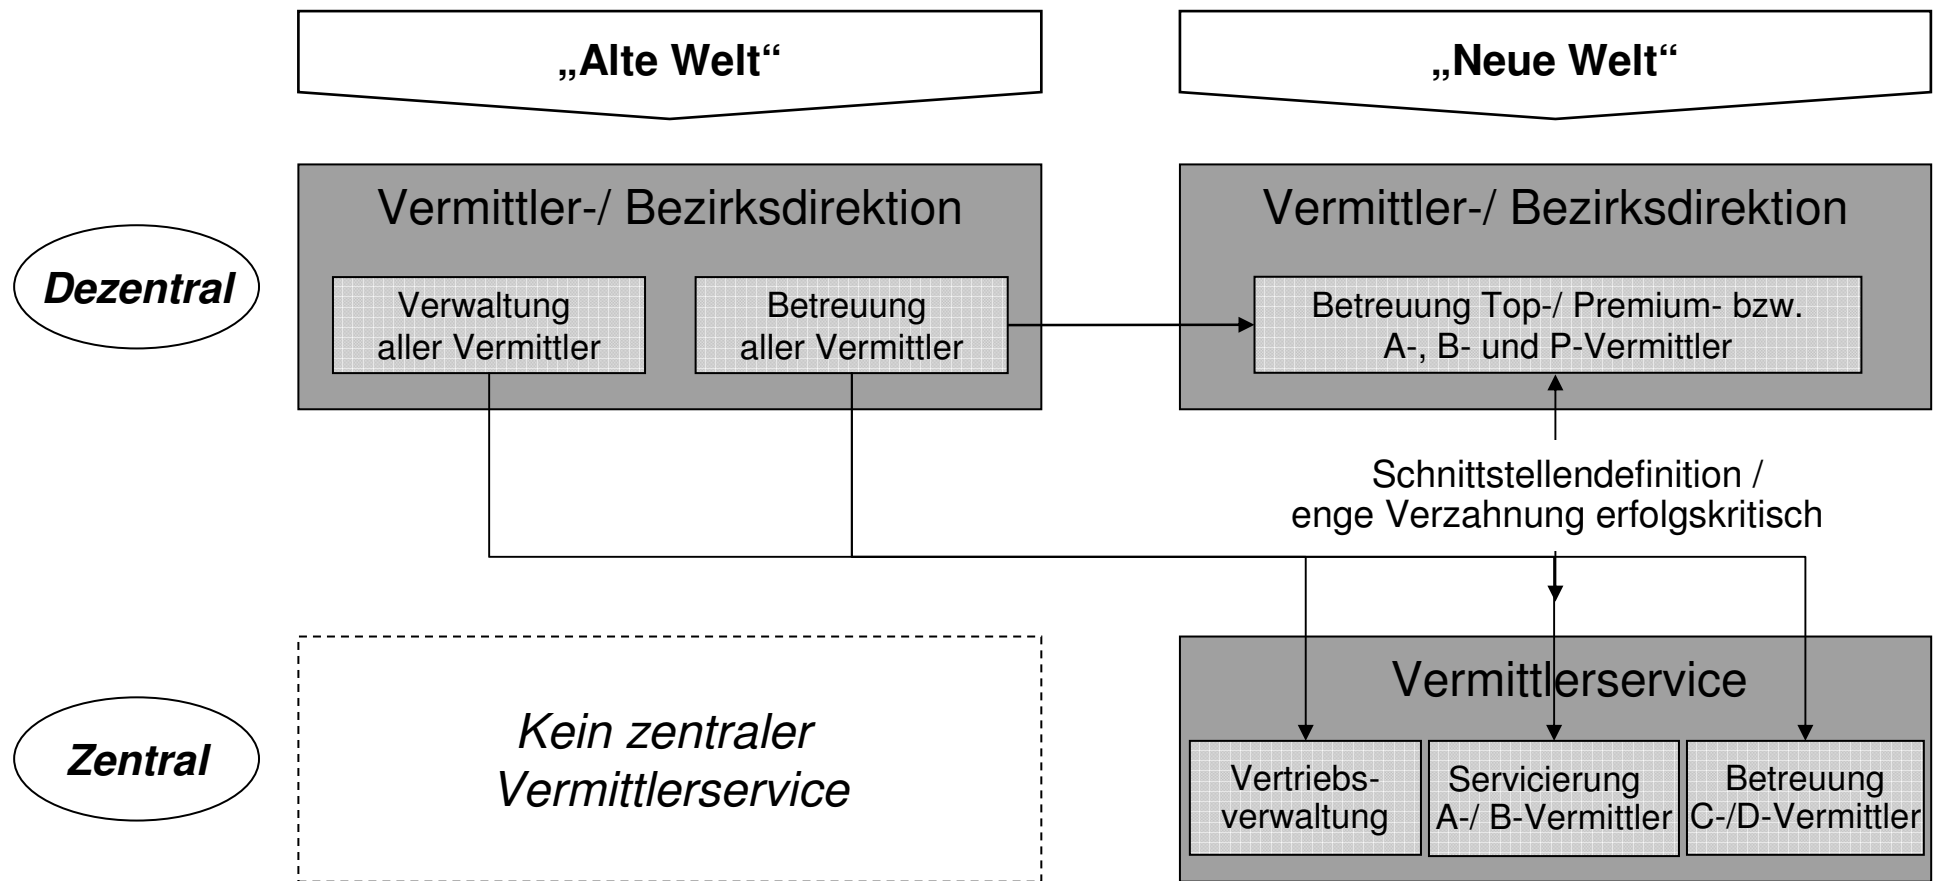 „Alte Welt“
„Neue Welt“
Dezentral
Vermittler-/ Bezirksdirektion
Verwaltung
aller Vermittler
Betreuung
aller Vermittler
Vermittler-/ Bezirksdirektion
Betreuung Top-/ Premium- bzw.
A-, B- und P-Vermittler
Schnittstellendefinition /
enge Verzahnung erfolgskritisch
Zentral
Kein zentraler
Vermittlerservice
Vermittlerservice
Vertriebs-
verwaltung
Servicierung
A-/ B-Vermittler
Betreuung
C-/D-Vermittler